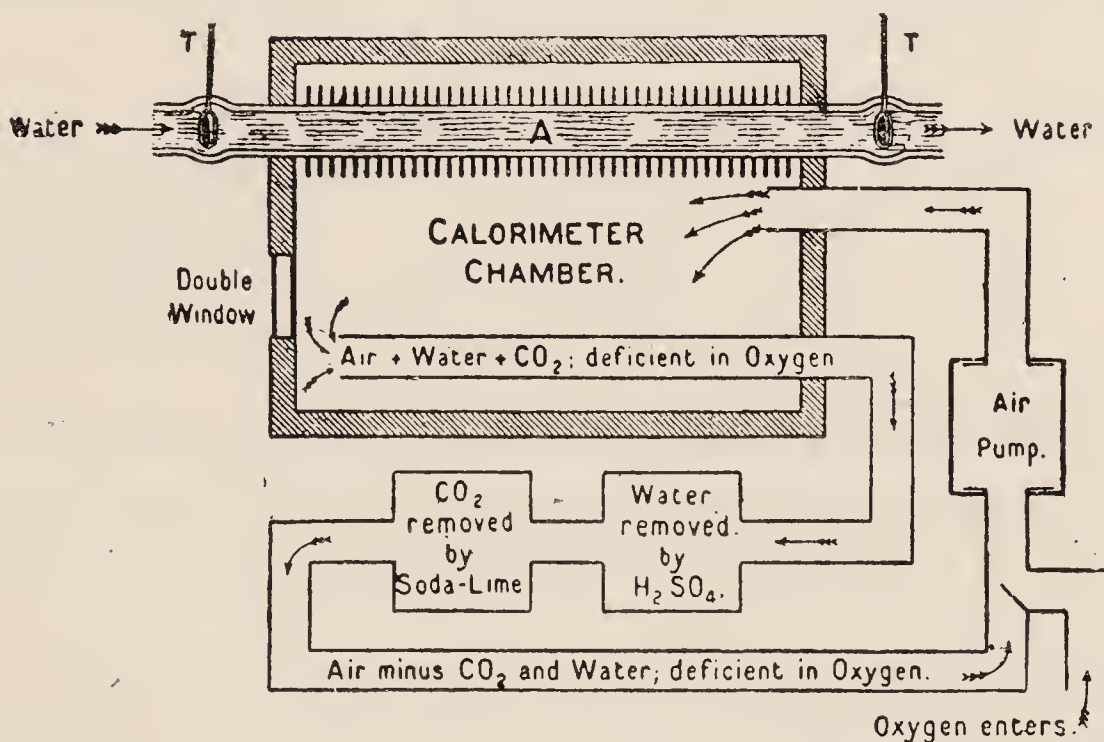 T
T
Water
A
Water
CALORIMETER
CHAMBER.
Double
Window
Air + Water + CO₂; deficient in Oxygen
Air
Pump.
CO₂
removed
by
Soda-Lime
Water
removed.
by
H₂SO₄.
Air minus CO₂ and Water; deficient in Oxygen.
Oxygen enters.